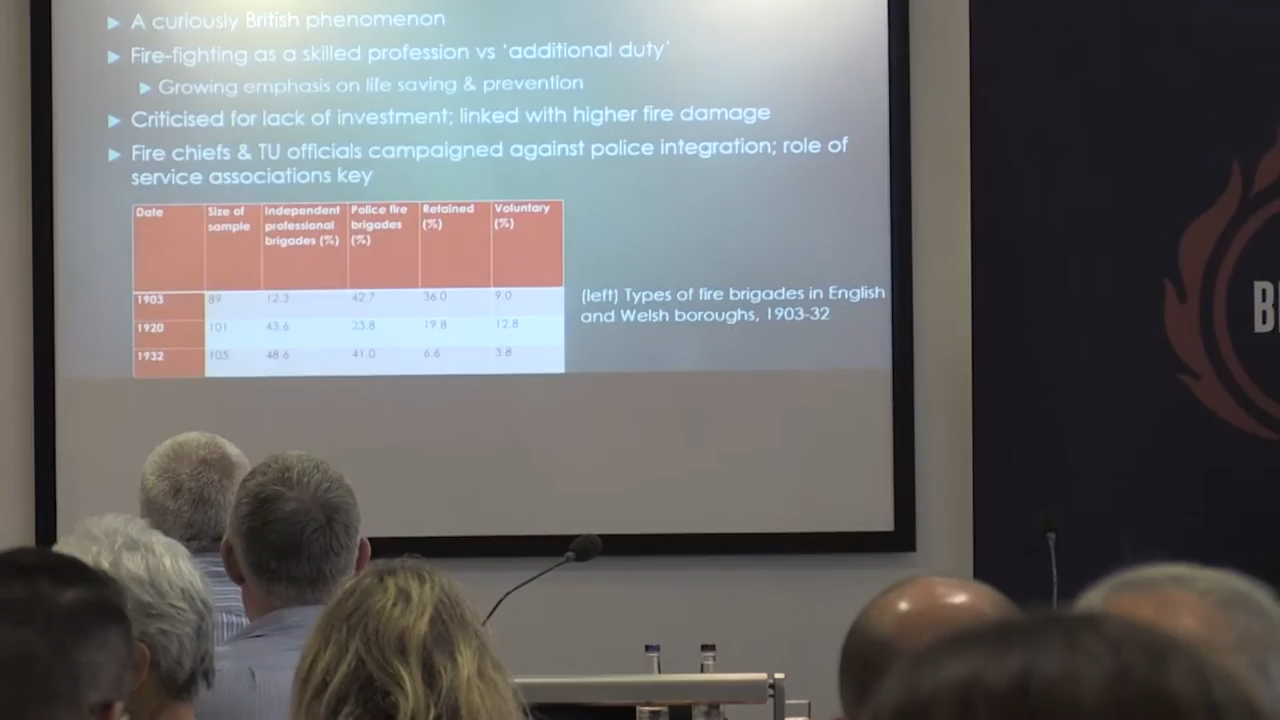 A curiously British phenomenon
Fire-fighting as a skilled profession vs 'additional duty'
Growing emphasis on life saving & prevention
Criticised for lack of investment; linked with higher fire damage
Fire chiefs & TU officials campaigned against police integration; role of
service associations key
Date Size of sample Independent professional brigades (%) Police fire brigades (%) Retained (%) Voluntary (%)
1903 89 12.3 42.7 36.0 9.0
1920 101 43.6 23.8 19.8 12.8
1932 105 48.6 41.0 6.6 3.8
(left) Types of fire brigades in English
and Welsh boroughs, 1903-32